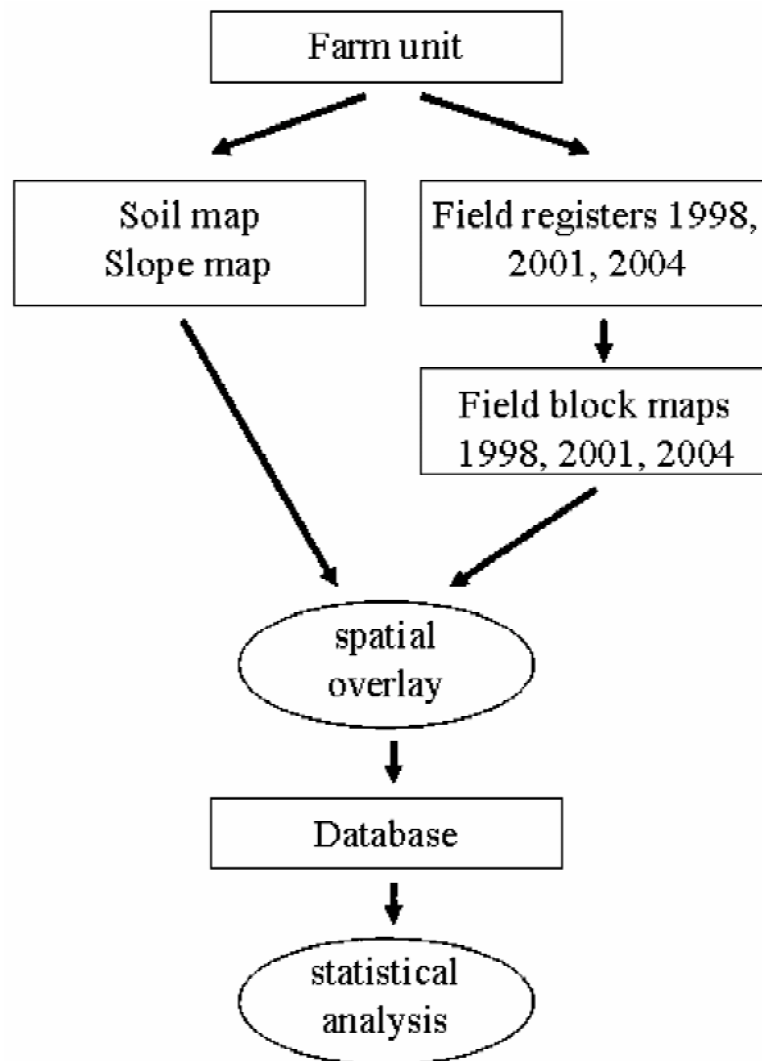 Farm unit
Soil map
Slope map
Field registers 1998,
2001, 2004
Field block maps
1998, 2001, 2004
spatial
overlay
Database
statistical
analysis